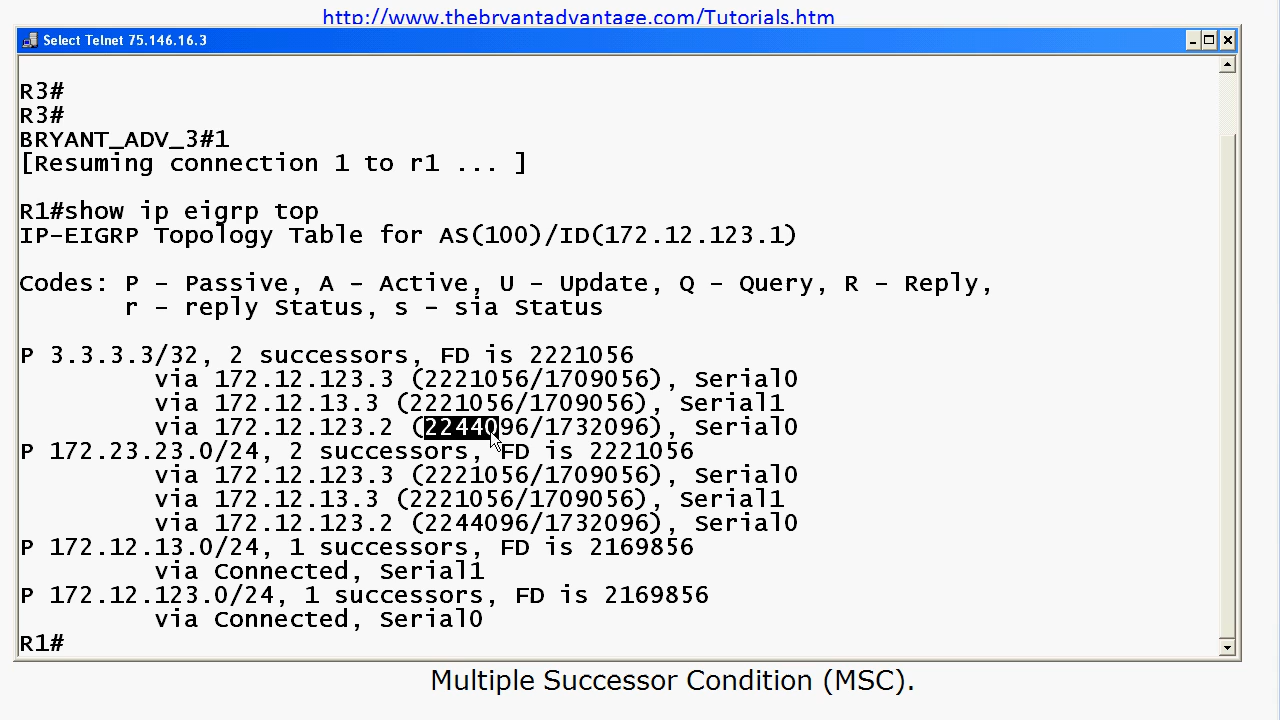 http://www.thebryantadvantage.com/Tutorials.htm
Select Telnet 75.146.16.3
R3#
R3#
BRYANT_ADV_3#1
[Resuming connection 1 to r1 ... ]
R1#show ip eigrp top
IP-EIGRP Topology Table for AS(100)/ID(172.12.123.1)
Codes: P - Passive, A - Active, U - Update, Q - Query, R - Reply,
r - reply Status, s - sia Status
P 3.3.3.3/32, 2 successors, FD is 2221056
via 172.12.123.3 (2221056/1709056), Serial0
via 172.12.13.3 (2221056/1709056), Serial1
via 172.12.123.2 (2244096/1732096), Serial0
P 172.23.23.0/24, 2 successors, FD is 2221056
via 172.12.123.3 (2221056/1709056), Serial0
via 172.12.13.3 (2221056/1709056), Serial1
via 172.12.123.2 (2244096/1732096), Serial0
P 172.12.13.0/24, 1 successors, FD is 2169856
via Connected, Serial1
P 172.12.123.0/24, 1 successors, FD is 2169856
via Connected, Serial0
R1#
Multiple Successor Condition (MSC).